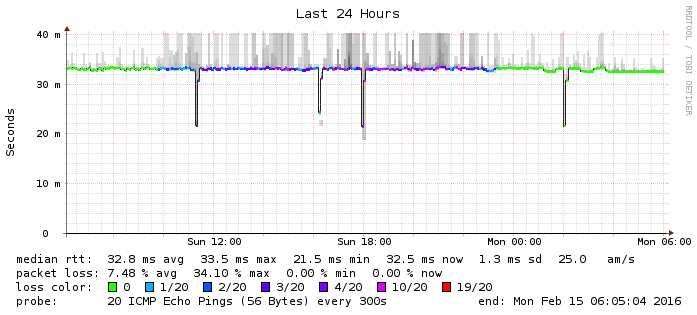 Last 24 Hours
RRDTOOL / TOBI OETIKER
Seconds
40 m
30 m
20 m
10 m
0
Sun 12:00 Sun 18:00 Mon 00:00 Mon 06:00
median rtt: 32.8 ms avg 33.5 ms max 21.5 ms min 32.5 ms now 1.3 ms sd 25.0 am/s
packet loss: 7.48 % avg 34.10 % max 0.00 % min 0.00 % now
loss color: 0 1/20 2/20 3/20 4/20 10/20 19/20
probe: 20 ICMP Echo Pings (56 Bytes) every 300s end: Mon Feb 15 06:05:04 2016